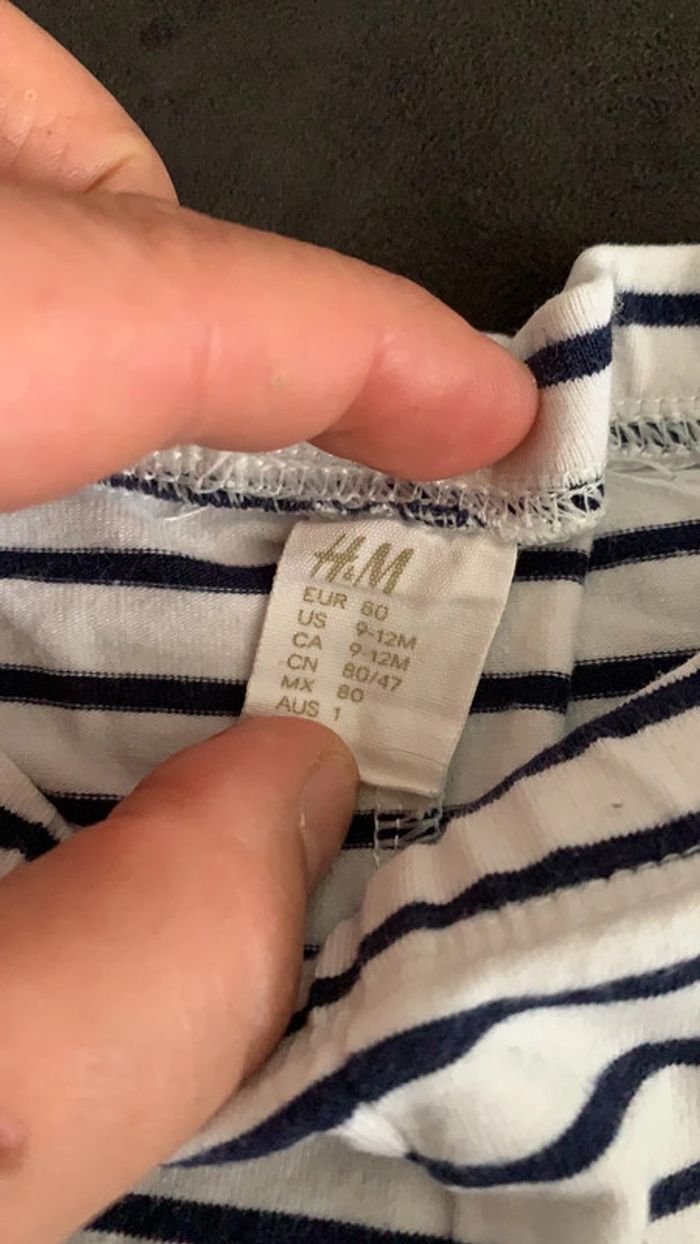 H&M
EUR 80
US 9-12M
CA 9-12M
CN 80/47
MX 80
AUS 1